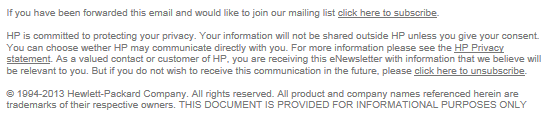 If you have been forwarded this email and would like to join our mailing list click here to subscribe.
HP is committed to protecting your privacy. Your information will not be shared outside HP unless you give your consent.
You can choose wether HP may communicate directly with you. For more information please see the HP Privacy
statement. As a valued contact or customer of HP, you are receiving this eNewsletter with information that we believe will
be relevant to you. But if you do not wish to receive this communication in the future, please click here to unsubscribe.
© 1994-2013 Hewlett-Packard Company. All rights reserved. All product and company names referenced herein are
trademarks of their respective owners. THIS DOCUMENT IS PROVIDED FOR INFORMATIONAL PURPOSES ONLY